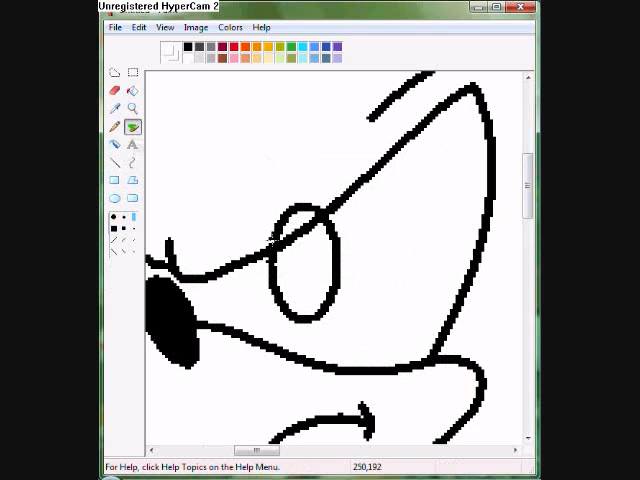 Unregistered HyperCam 2
File Edit View Image Colors Help
A
For Help, click Help Topics on the Help Menu.
250,192